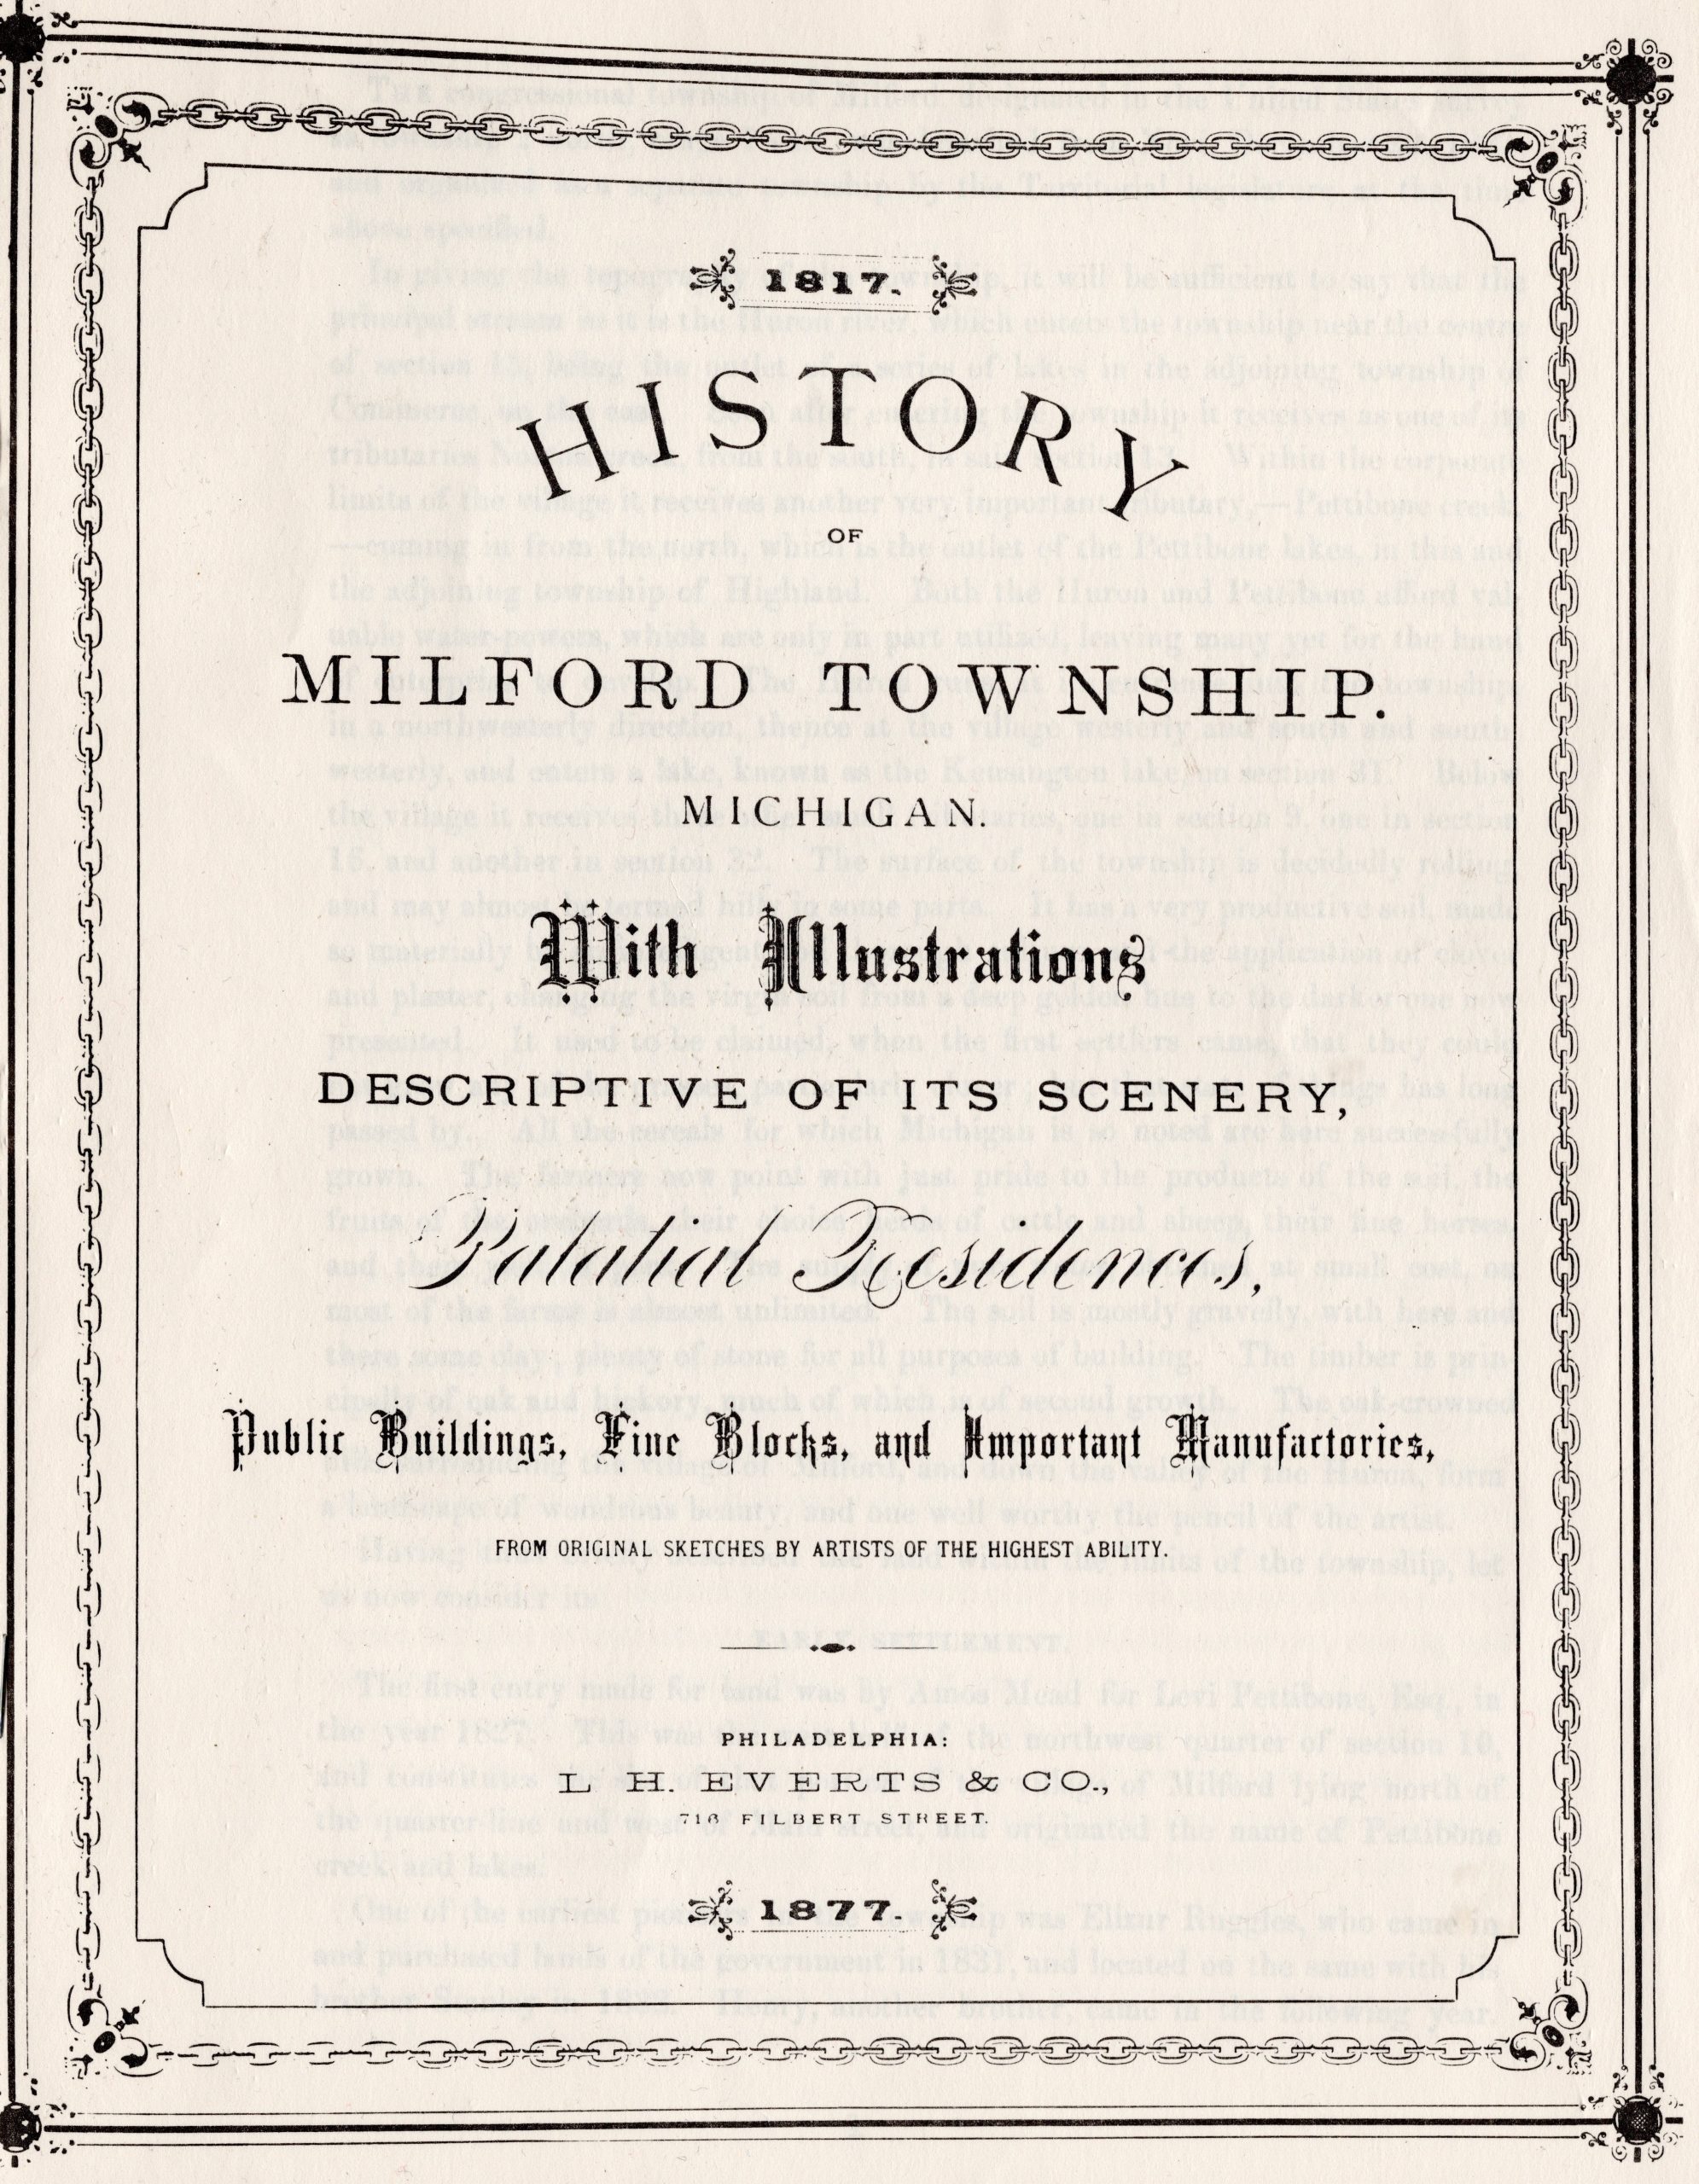 1817.
HISTORY
OF
MILFORD TOWNSHIP.
MICHIGAN.
With Illustrations
DESCRIPTIVE OF ITS SCENERY,
Palatial Residences,
Public Buildings, Fine Blocks, and Important Manufactories,
FROM ORIGINAL SKETCHES BY ARTISTS OF THE HIGHEST ABILITY.
PHILADELPHIA:
L. H. EVERTS & CO.,
716 FILBERT STREET.
1877.